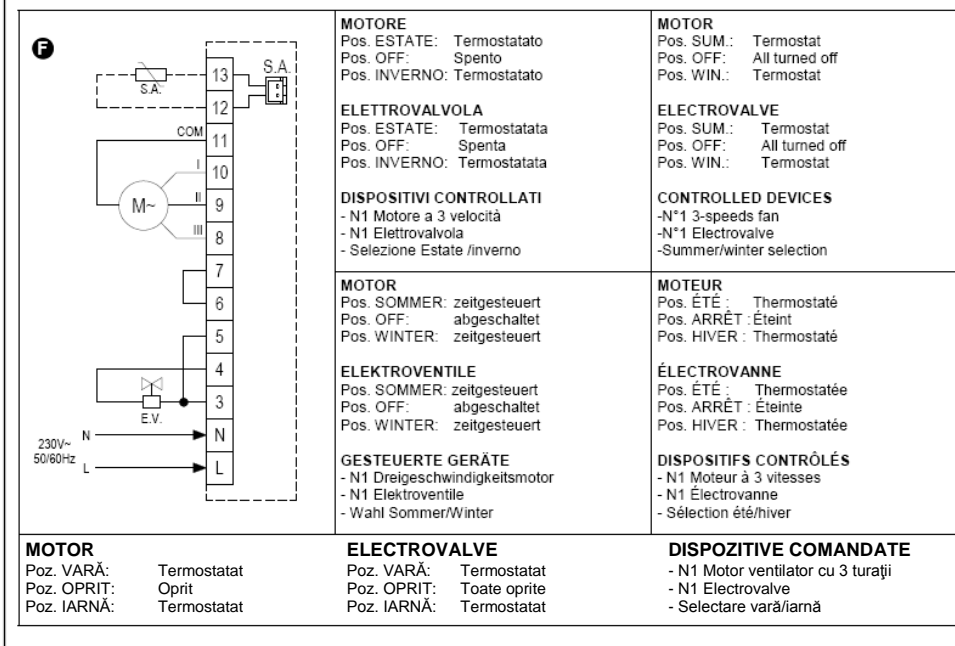 F
13
S.A.
S.A.
12
COM
11
I
10
M~
II
9
III
8
7
6
5
4
3
E.V.
N
N
230V~
50/60Hz
L
L
MOTORE
Pos. ESTATE: Termostatato
Pos. OFF: Spento
Pos. INVERNO: Termostatato
ELETTROVALVOLA
Pos. ESTATE: Termostatata
Pos. OFF: Spenta
Pos. INVERNO: Termostatata
DISPOSITIVI CONTROLLATI
- N1 Motore a 3 velocità
- N1 Elettrovalvola
- Selezione Estate /inverno
MOTOR
Pos. SUM.: Termostat
Pos. OFF: All turned off
Pos. WIN.: Termostat
ELECTROVALVE
Pos. SUM.: Termostat
Pos. OFF: All turned off
Pos. WIN.: Termostat
CONTROLLED DEVICES
-N°1 3-speeds fan
-N°1 Electrovalve
-Summer/winter selection
MOTOR
Pos. SOMMER: zeitgesteuert
Pos. OFF: abgeschaltet
Pos. WINTER: zeitgesteuert
ELEKTROVENTILE
Pos. SOMMER: zeitgesteuert
Pos. OFF: abgeschaltet
Pos. WINTER: zeitgesteuert
GESTEUERTE GERÄTE
- N1 Dreigeschwindigkeitsmotor
- N1 Elektroventile
- Wahl Sommer/Winter
MOTEUR
Pos. ÉTÉ : Thermostaté
Pos. ARRÊT : Éteint
Pos. HIVER : Thermostaté
ÉLECTROVANNE
Pos. ÉTÉ : Thermostatée
Pos. ARRÊT : Éteinte
Pos. HIVER : Thermostatée
DISPOSITIFS CONTRÔLÉS
- N1 Moteur à 3 vitesses
- N1 Électrovanne
- Sélection été/hiver
MOTOR
Poz. VARĂ: Termostatat
Poz. OPRIT: Oprit
Poz. IARNĂ: Termostatat
ELECTROVALVE
Poz. VARĂ: Termostatat
Poz. OPRIT: Toate oprite
Poz. IARNĂ: Termostatat
DISPOZITIVE COMANDATE
- N1 Motor ventilator cu 3 turaţii
- N1 Electrovalve
- Selectare vară/iarnă